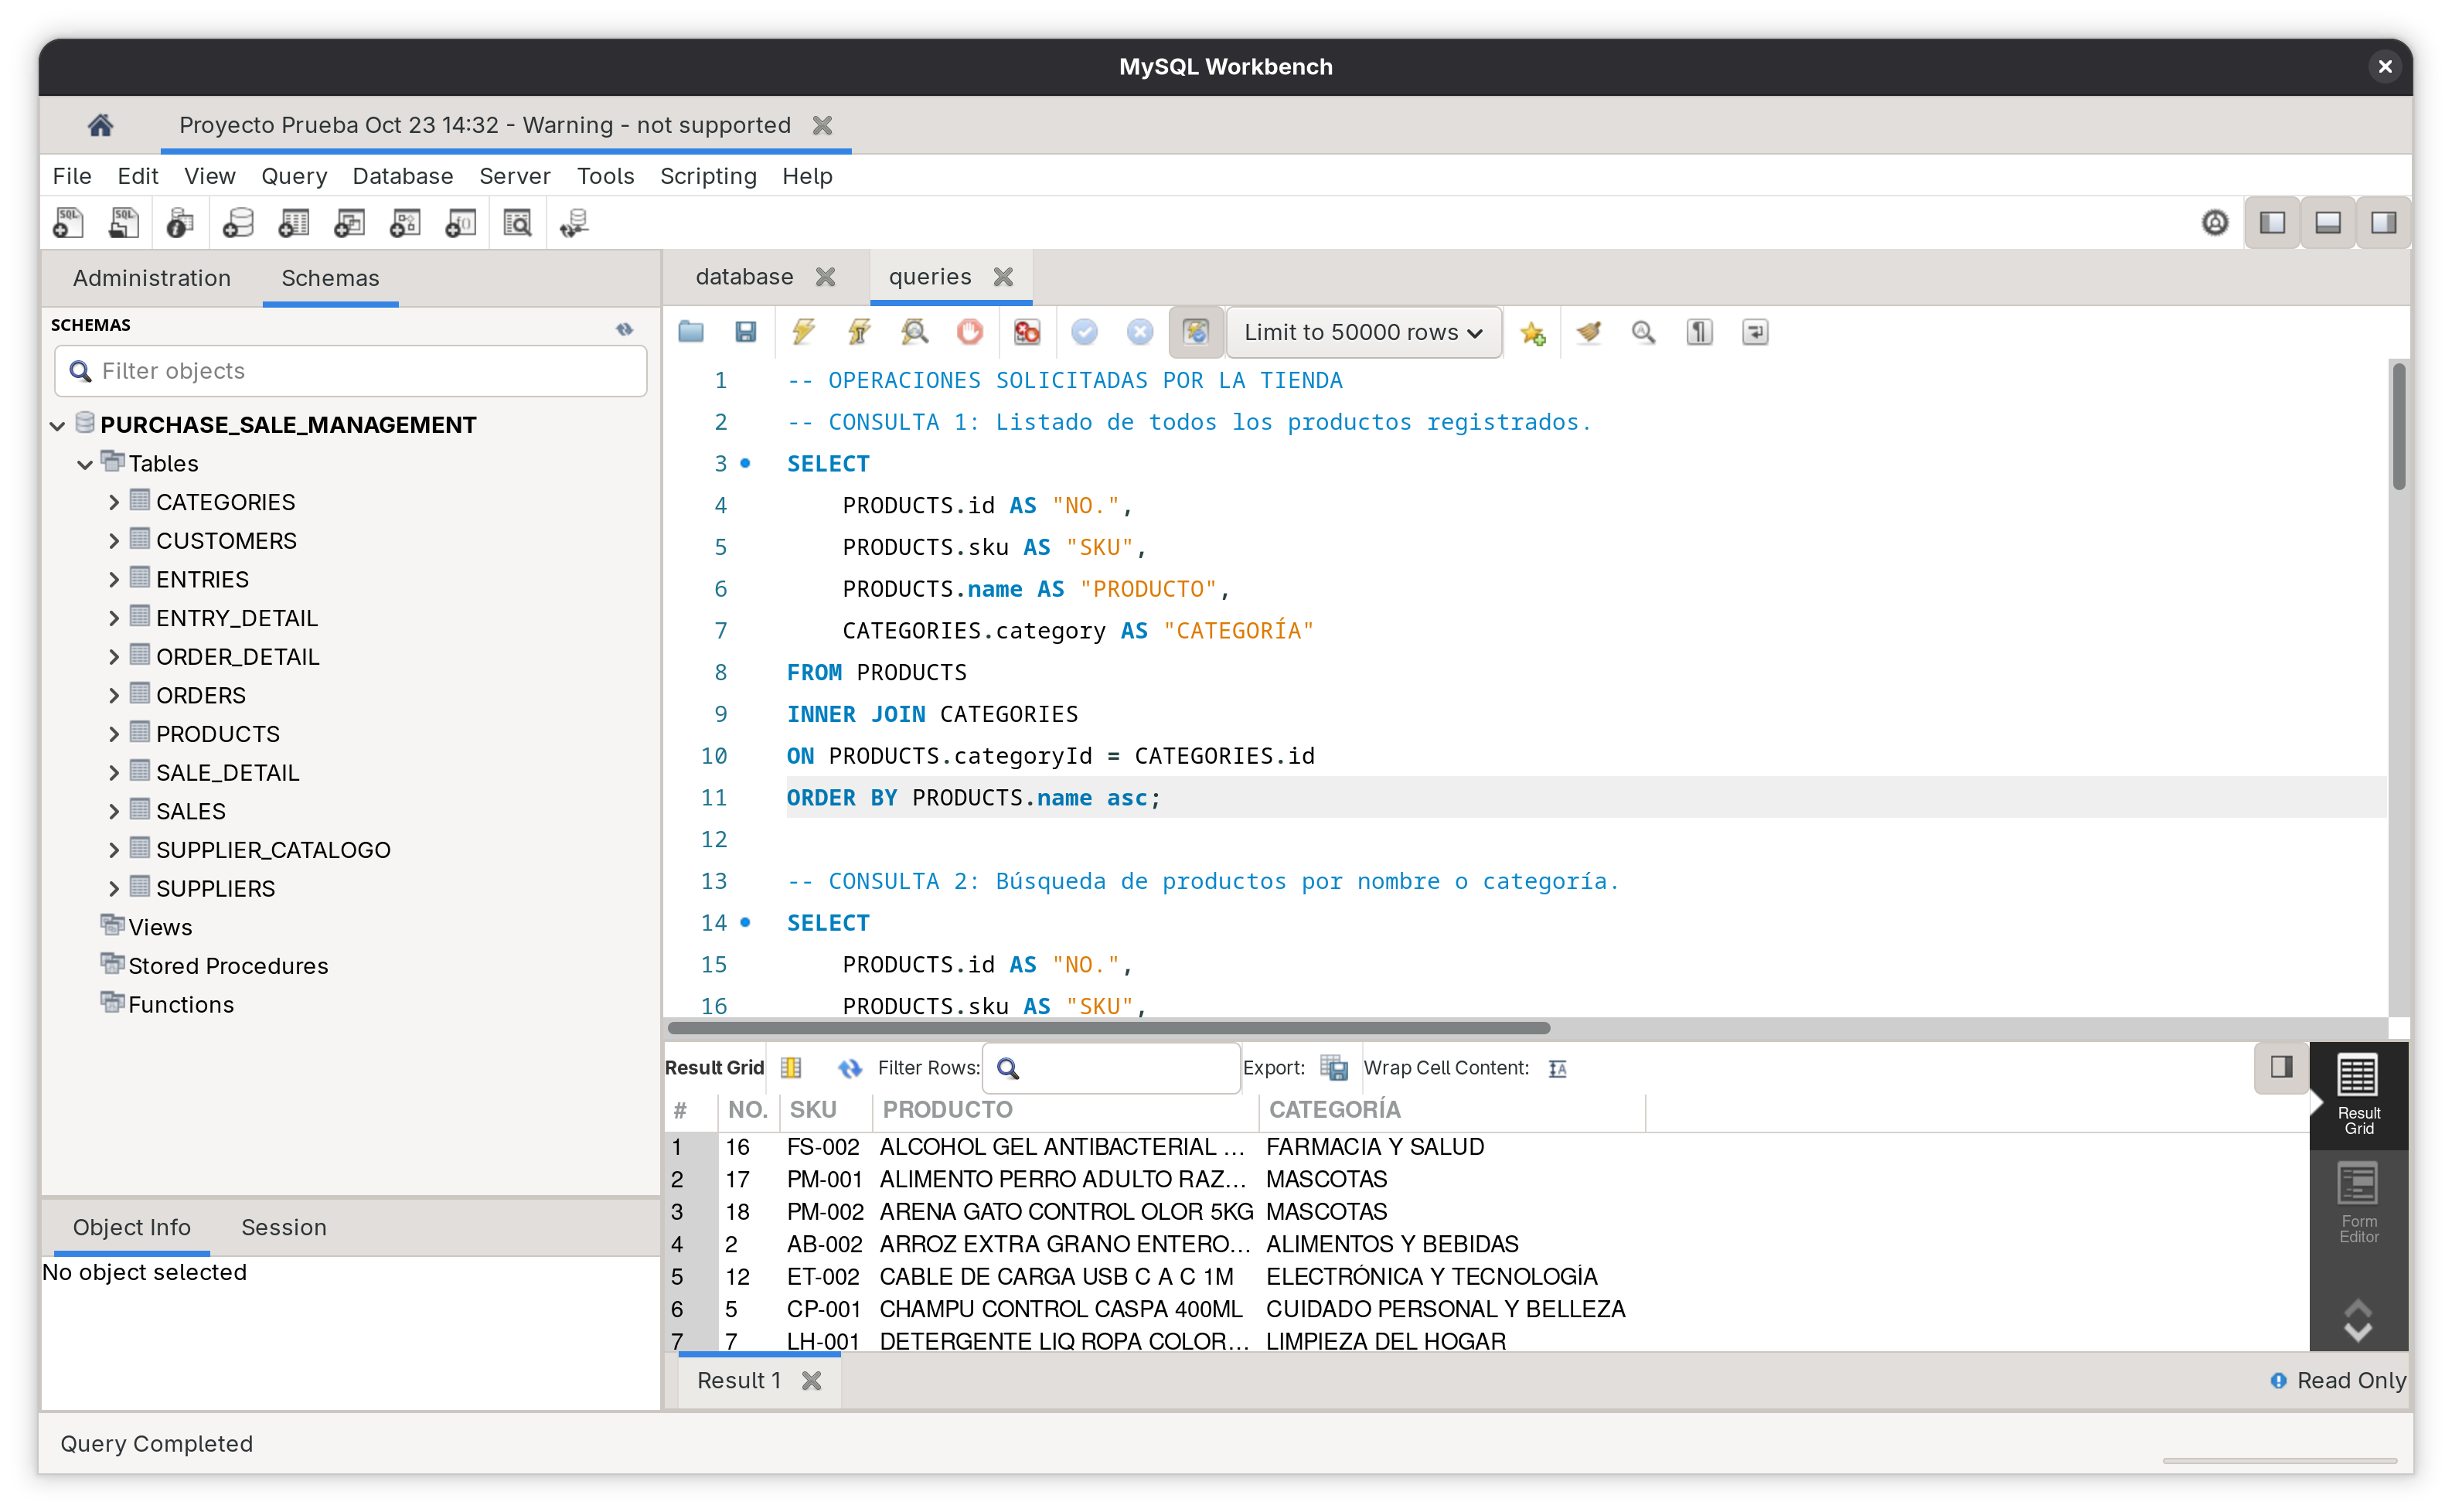 MySQL Workbench
Proyecto Prueba Oct 23 14:32 - Warning - not supported
File Edit View Query Database Server Tools Scripting Help
Administration Schemas
SCHEMAS
Filter objects
PURCHASE_SALE_MANAGEMENT
Tables
CATEGORIES
CUSTOMERS
ENTRIES
ENTRY_DETAIL
ORDER_DETAIL
ORDERS
PRODUCTS
SALE_DETAIL
SALES
SUPPLIER_CATALOGO
SUPPLIERS
Views
Stored Procedures
Functions
Object Info Session
No object selected
database queries
Limit to 50000 rows
1 -- OPERACIONES SOLICITADAS POR LA TIENDA
2 -- CONSULTA 1: Listado de todos los productos registrados.
3 SELECT
4 PRODUCTS.id AS "NO.",
5 PRODUCTS.sku AS "SKU",
6 PRODUCTS.name AS "PRODUCTO",
7 CATEGORIES.category AS "CATEGORÍA"
8 FROM PRODUCTS
9 INNER JOIN CATEGORIES
10 ON PRODUCTS.categoryId = CATEGORIES.id
11 ORDER BY PRODUCTS.name asc;
12
13 -- CONSULTA 2: Búsqueda de productos por nombre o categoría.
14 SELECT
15 PRODUCTS.id AS "NO.",
16 PRODUCTS.sku AS "SKU",
Result Grid Filter Rows: Export: Wrap Cell Content:
# NO. SKU PRODUCTO CATEGORÍA
1 16 FS-002 ALCOHOL GEL ANTIBACTERIAL ... FARMACIA Y SALUD
2 17 PM-001 ALIMENTO PERRO ADULTO RAZ... MASCOTAS
3 18 PM-002 ARENA GATO CONTROL OLOR 5KG MASCOTAS
4 2 AB-002 ARROZ EXTRA GRANO ENTERO... ALIMENTOS Y BEBIDAS
5 12 ET-002 CABLE DE CARGA USB C A C 1M ELECTRÓNICA Y TECNOLOGÍA
6 5 CP-001 CHAMPU CONTROL CASPA 400ML CUIDADO PERSONAL Y BELLEZA
7 7 LH-001 DETERGENTE LIQ ROPA COLOR... LIMPIEZA DEL HOGAR
Result
Grid
Form
Editor
Result 1
Read Only
Query Completed